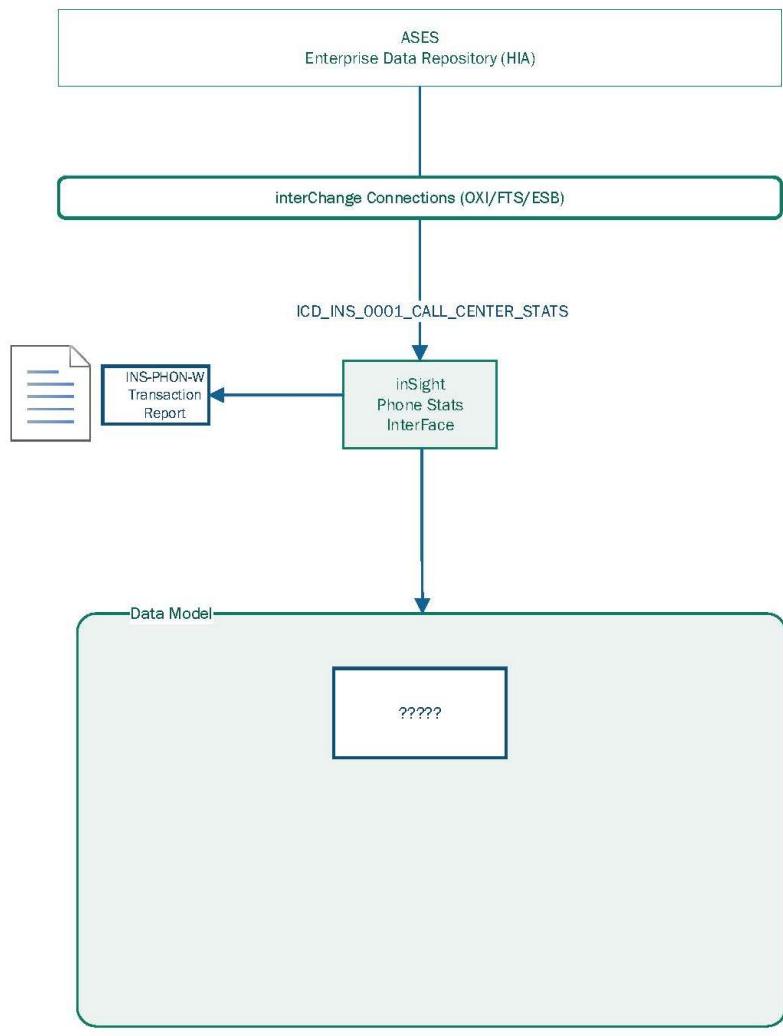 ASES
Enterprise Data Repository (HIA)
interChange Connections (OXI/FTS/ESB)
ICD_INS_0001_CALL_CENTER_STATS
INS-PHON-W
Transaction
Report
inSight
Phone Stats
InterFace
Data Model
?????